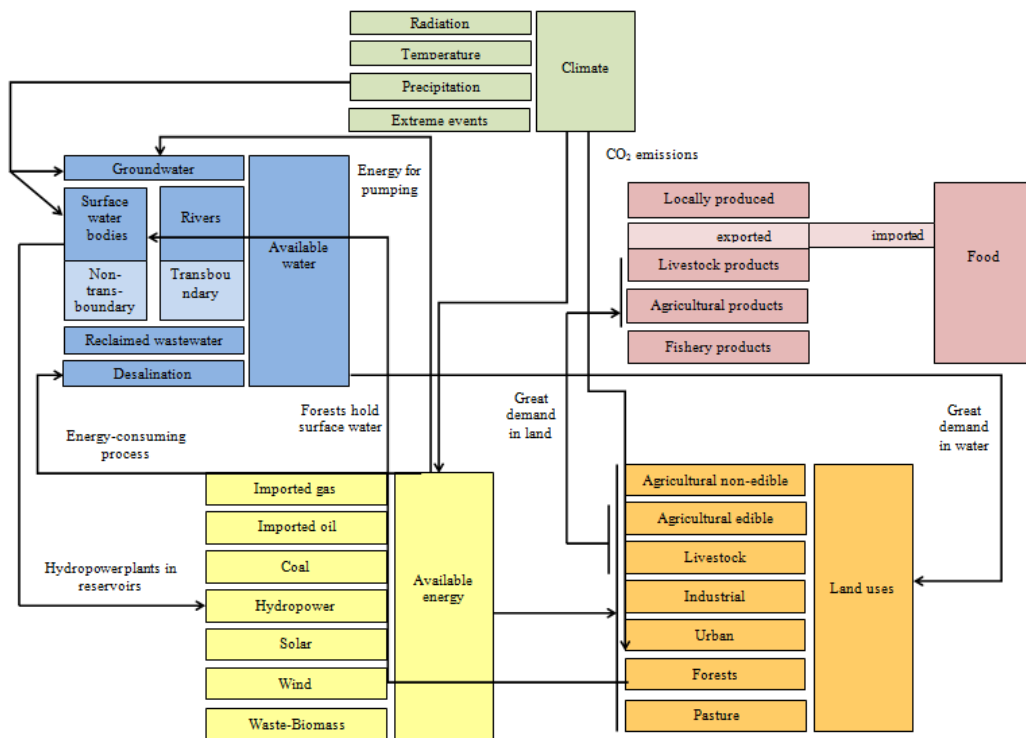 Radiation
Temperature
Precipitation
Extreme events
Climate
CO₂ emissions
Groundwater
Surface
water
bodies
Rivers
Non-
trans-
boundary
Transbou
ndary
Reclaimed wastewater
Desalination
Available
water
Energy for
pumping
Locally produced
exported
imported
Livestock products
Agricultural products
Fishery products
Food
Forests hold
surface water
Great
demand
in land
Great
demand
in water
Energy-consuming
process
Hydropowerplants in
reservoirs
Imported gas
Imported oil
Coal
Hydropower
Solar
Wind
Waste-Biomass
Available
energy
Agricultural non-edible
Agricultural edible
Livestock
Industrial
Urban
Forests
Pasture
Land uses